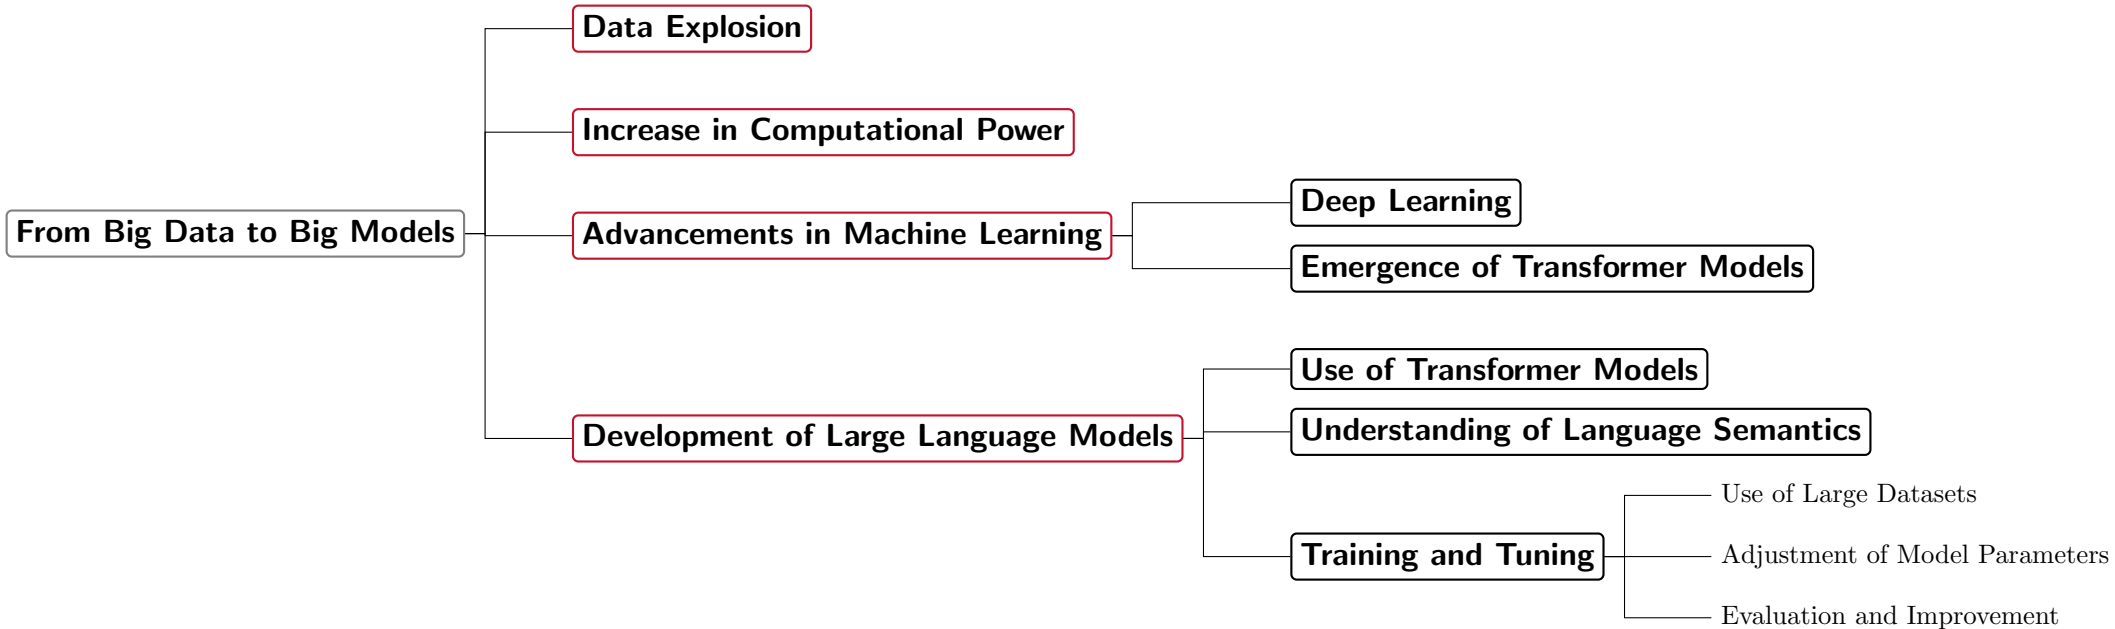 From Big Data to Big Models
Data Explosion
Increase in Computational Power
Advancements in Machine Learning
Deep Learning
Emergence of Transformer Models
Development of Large Language Models
Use of Transformer Models
Understanding of Language Semantics
Training and Tuning
Use of Large Datasets
Adjustment of Model Parameters
Evaluation and Improvement